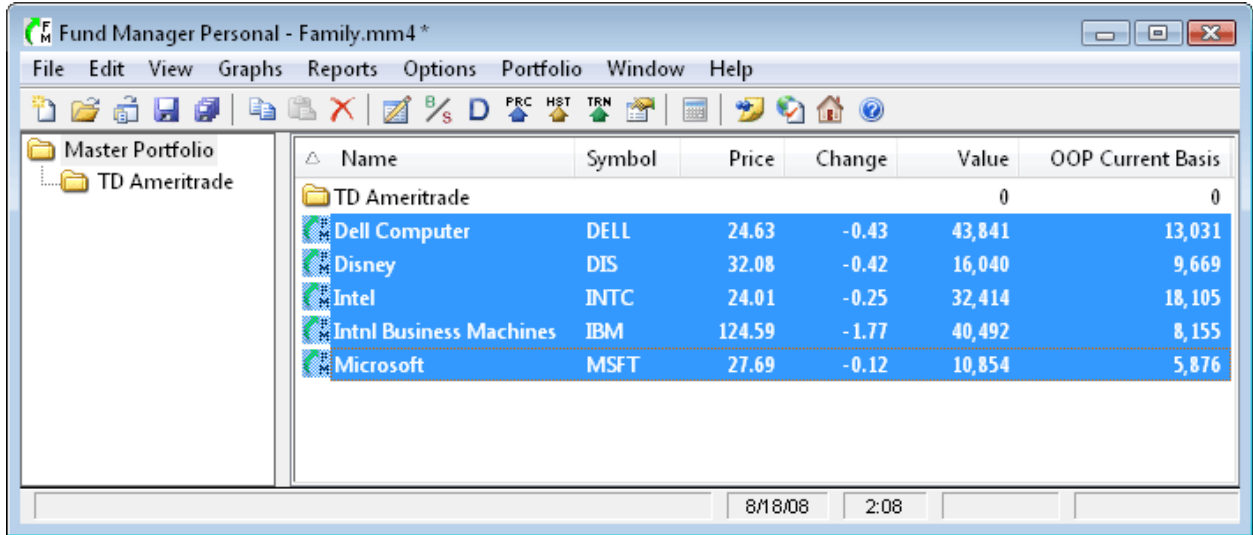 Fund Manager Personal - Family.mm4 *
File Edit View Graphs Reports Options Portfolio Window Help
B/S D PRC HST TRN
Master Portfolio
TD Ameritrade
Name Symbol Price Change Value OOP Current Basis
TD Ameritrade 0 0
Dell Computer DELL 24.63 -0.43 43,841 13,031
Disney DIS 32.08 -0.42 16,040 9,669
Intel INTC 24.01 -0.25 32,414 18,105
Intnl Business Machines IBM 124.59 -1.77 40,492 8,155
Microsoft MSFT 27.69 -0.12 10,854 5,876
8/18/08 2:08